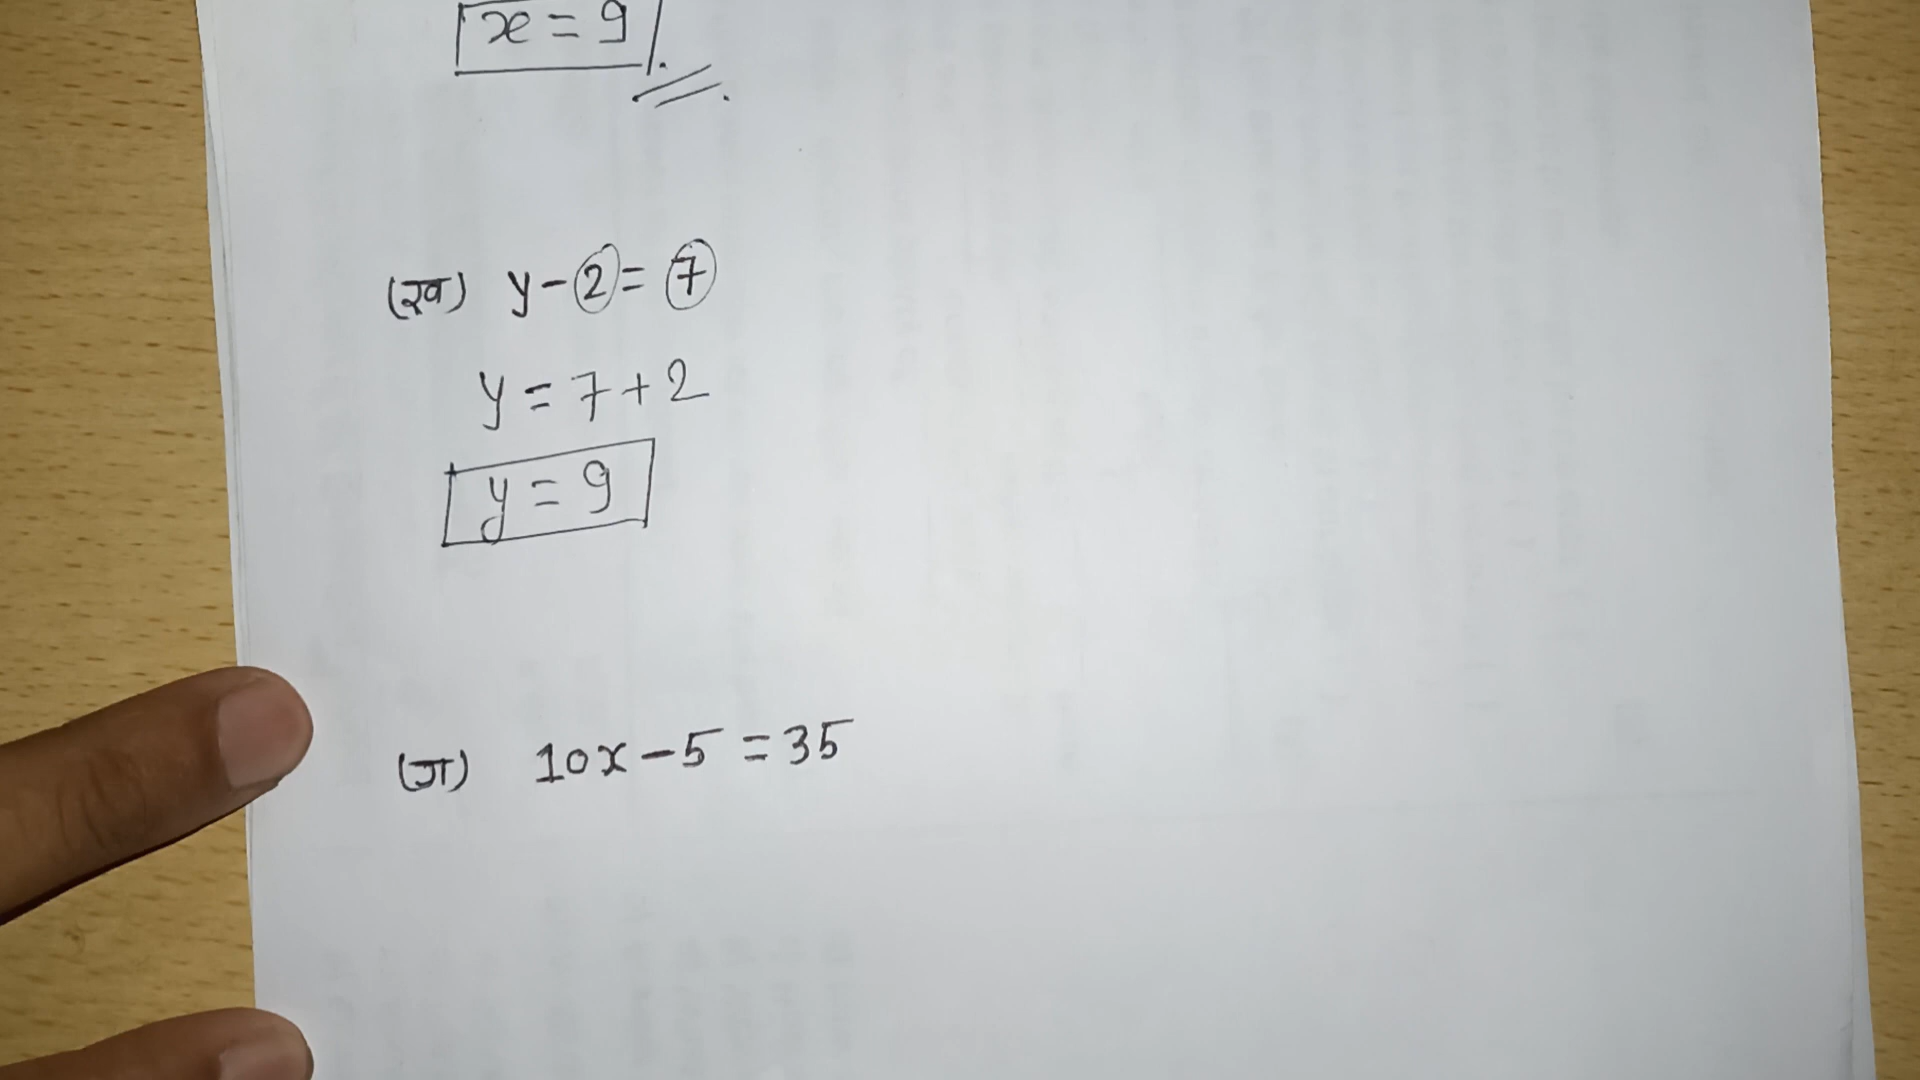 x = 9
(ख) y - 2 = 7
y = 7 + 2
y = 9
(ग) 10x - 5 = 35